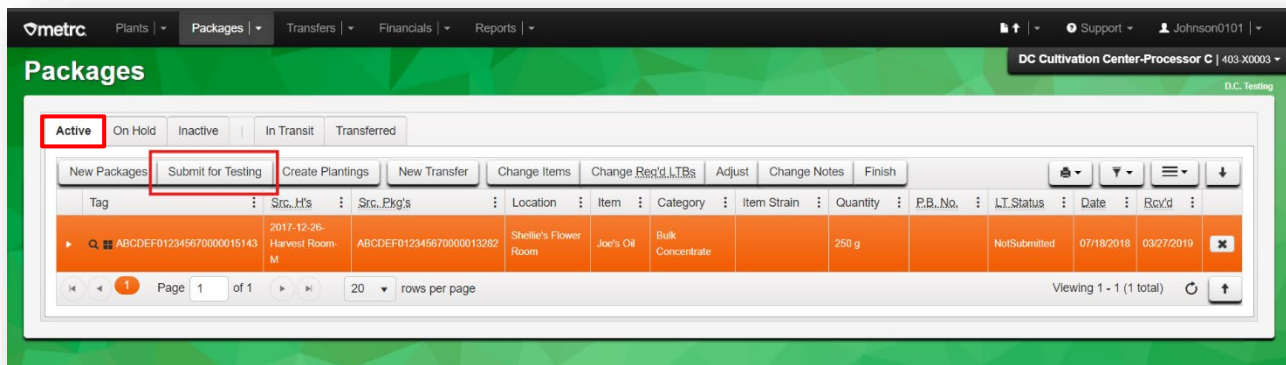 metrc Plants Packages Transfers Financials Reports Support Johnson0101
Packages DC Cultivation Center-Processor C | 403-X0003
D.C. Testing
Active On Hold Inactive In Transit Transferred
New Packages Submit for Testing Create Plantings New Transfer Change Items Change Req'd LTBs Adjust Change Notes Finish
Tag Src. H's Src. Pkg's Location Item Category Item Strain Quantity P.B. No. LT Status Date Rcv'd
ABCDEF012345670000015143 2017-12-26-Harvest Room-M ABCDEF012345670000013282 Shellie's Flower Room Joe's Oil Bulk Concentrate 250 g NotSubmitted 07/18/2018 03/27/2019
1 Page 1 of 1 20 rows per page Viewing 1 - 1 (1 total)